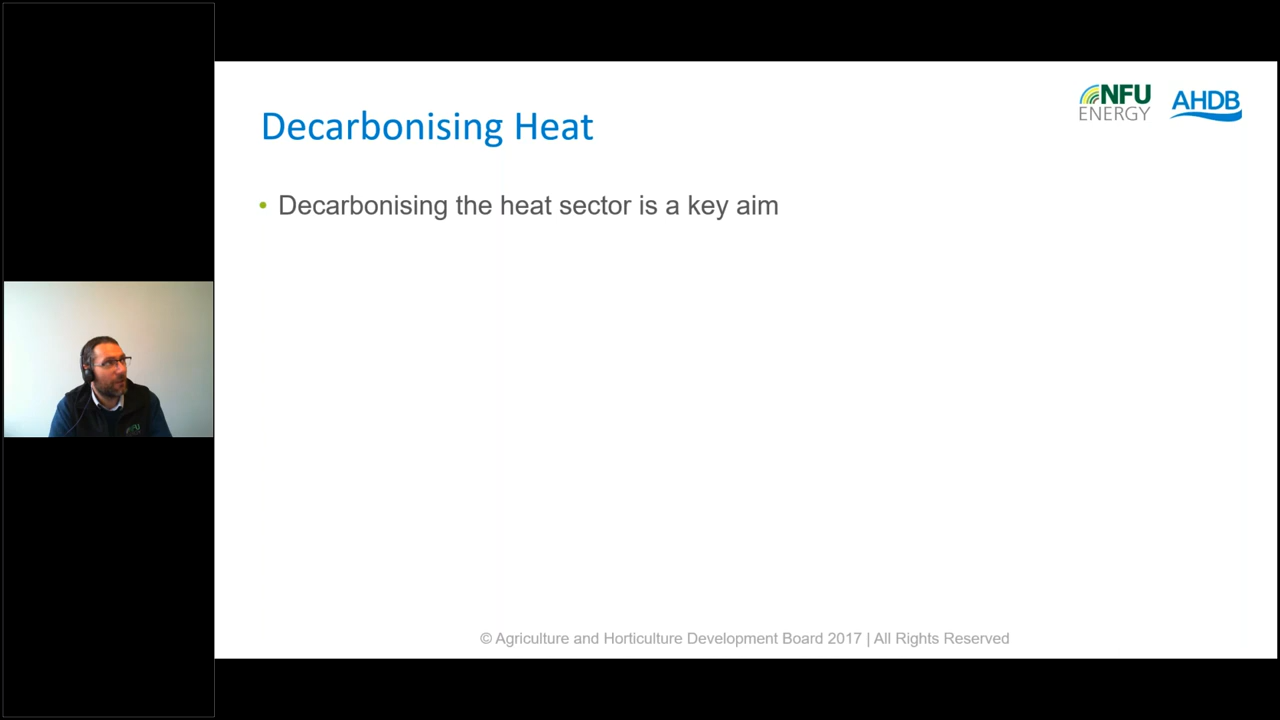 NFU
ENERGY
AHDB
Decarbonising Heat
• Decarbonising the heat sector is a key aim
NFU
© Agriculture and Horticulture Development Board 2017 | All Rights Reserved